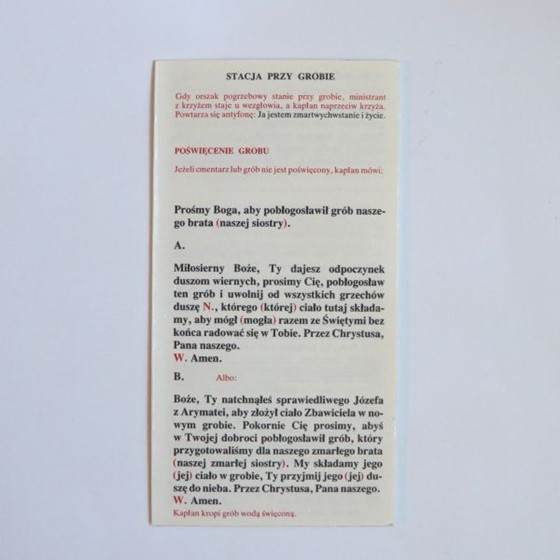 STACJA PRZY GROBIE
Gdy orszak pogrzebowy stanie przy grobie, ministrant
z krzyżem staje u wezgłowia, a kapłan naprzeciw krzyża.
Powtarza się antyfonę: Ja jestem zmartwychwstanie i życie.
POŚWIĘCENIE GROBU
Jeżeli cmentarz lub grób nie jest poświęcony, kapłan mówi:
Prośmy Boga, aby pobłogosławił grób nasze-
go brata (naszej siostry).
A.
Miłosierny Boże, Ty dajesz odpoczynek
duszom wiernych, prosimy Cię, pobłogosław
ten grób i uwolnij od wszystkich grzechów
duszę N., którego (której) ciało tutaj składa-
my, aby mógł (mogła) razem ze Świętymi bez
końca radować się w Tobie. Przez Chrystusa,
Pana naszego.
W. Amen.
B. Albo:
Boże, Ty natchnąłeś sprawiedliwego Józefa
z Arymatei, aby złożył ciało Zbawiciela w no-
wym grobie. Pokornie Cię prosimy, abyś
w Twojej dobroci pobłogosławił grób, który
przygotowaliśmy dla naszego zmarłego brata
(naszej zmarłej siostry). My składamy jego
(jej) ciało w grobie, Ty przyjmij jego (jej) du-
szę do nieba. Przez Chrystusa, Pana naszego.
W. Amen.
Kapłan kropi grób wodą święconą.